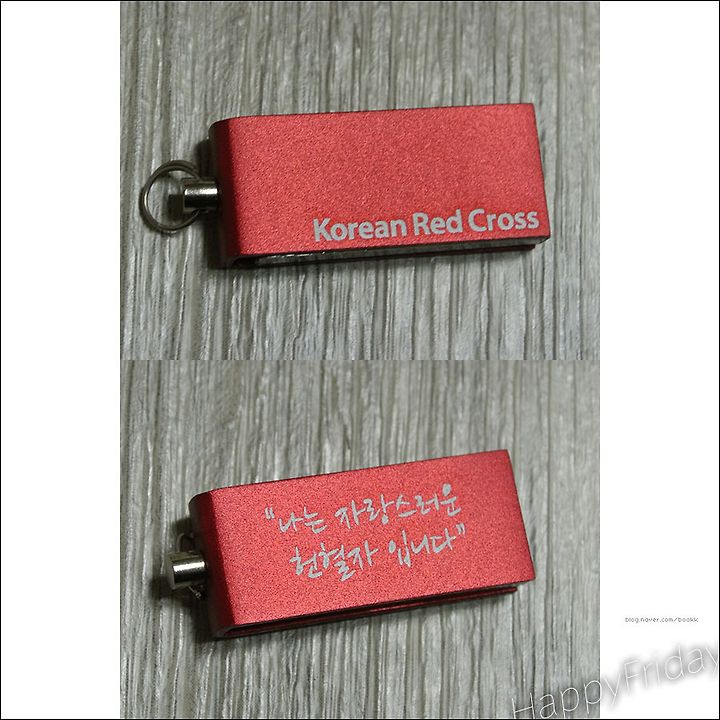 Korean Red Cross
"나는 자랑스러운
헌혈자 입니다"
blog.naver.com/bookk
HappyFriday